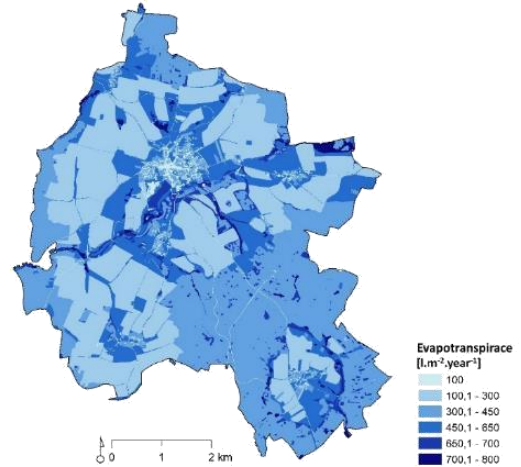 Evapotranspirace
[l.m-2.year-1]
100
100,1 - 300
300,1 - 450
450,1 - 650
650,1 - 700
700,1 - 800
0 1 2 km